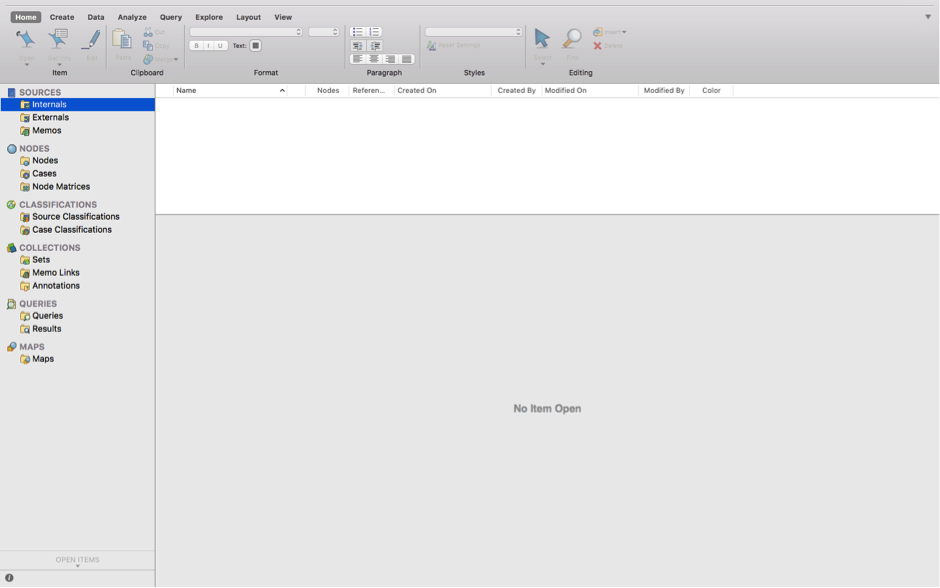 Home Create Data Analyze Query Explore Layout View
Open Get Info Edit Paste Cut
Copy
Merge
B I U Text: Reset Settings Select Find Insert
Delete
Item Clipboard Format Paragraph Styles Editing
SOURCES
Internals
Externals
Memos
NODES
Nodes
Cases
Node Matrices
CLASSIFICATIONS
Source Classifications
Case Classifications
COLLECTIONS
Sets
Memo Links
Annotations
QUERIES
Queries
Results
MAPS
Maps
OPEN ITEMS
Name Nodes Referen... Created On Created By Modified On Modified By Color
No Item Open